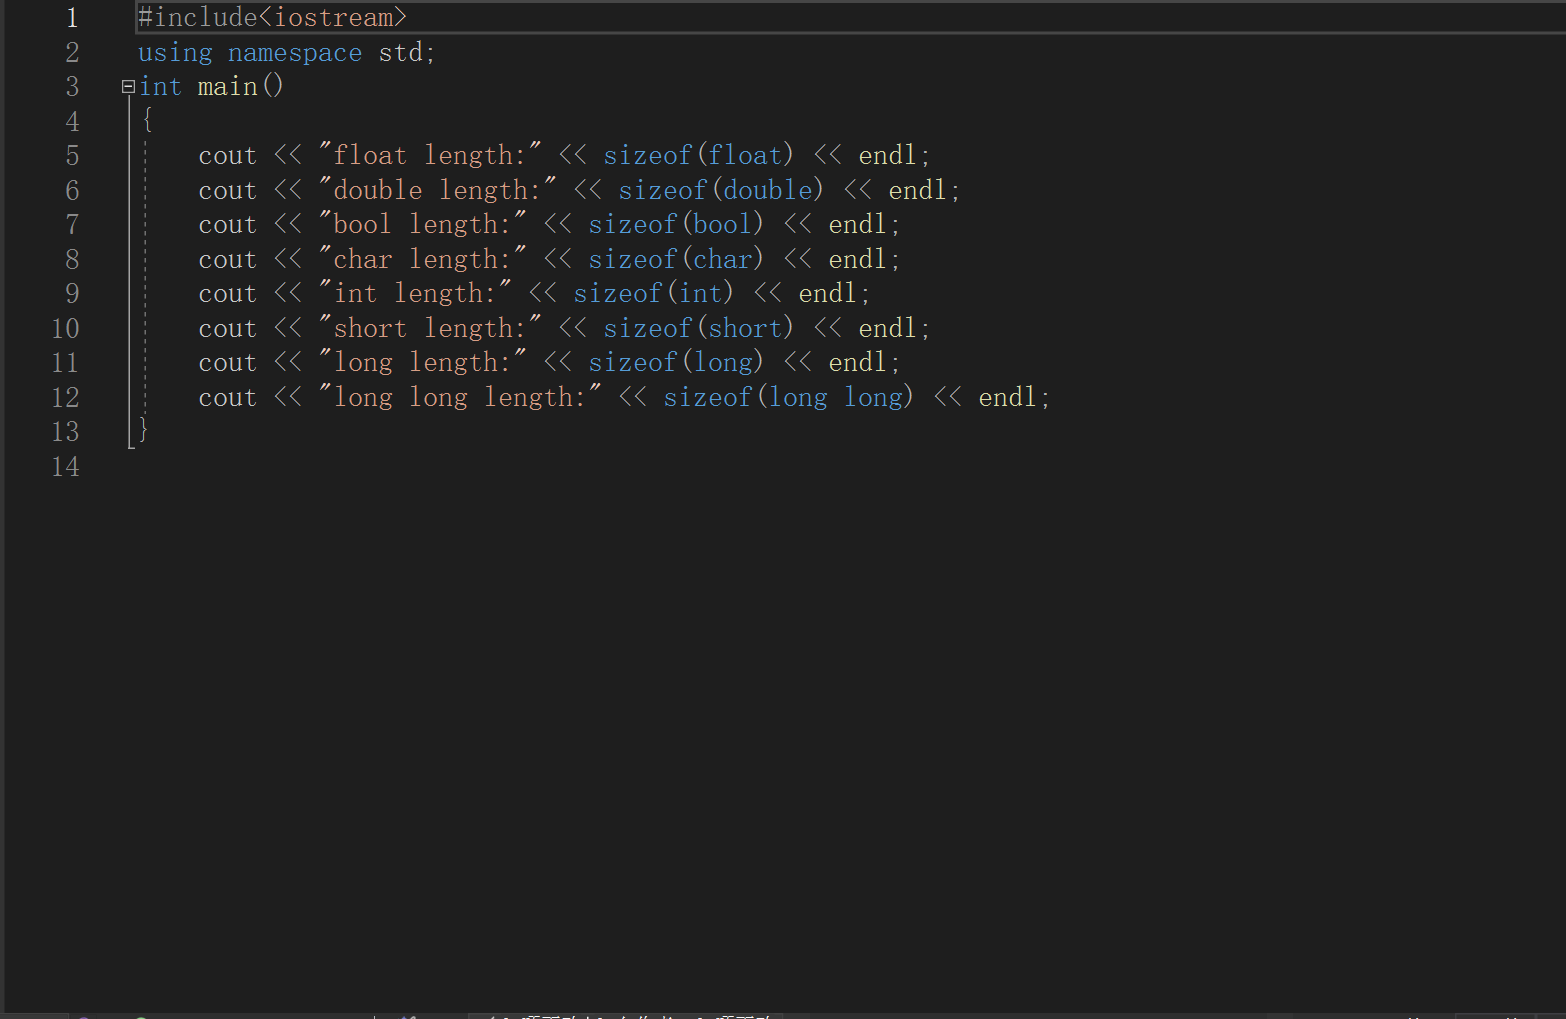 1 #include<iostream>
2 using namespace std;
3 int main()
4 {
5 cout << "float length:" << sizeof(float) << endl;
6 cout << "double length:" << sizeof(double) << endl;
7 cout << "bool length:" << sizeof(bool) << endl;
8 cout << "char length:" << sizeof(char) << endl;
9 cout << "int length:" << sizeof(int) << endl;
10 cout << "short length:" << sizeof(short) << endl;
11 cout << "long length:" << sizeof(long) << endl;
12 cout << "long long length:" << sizeof(long long) << endl;
13 }
14